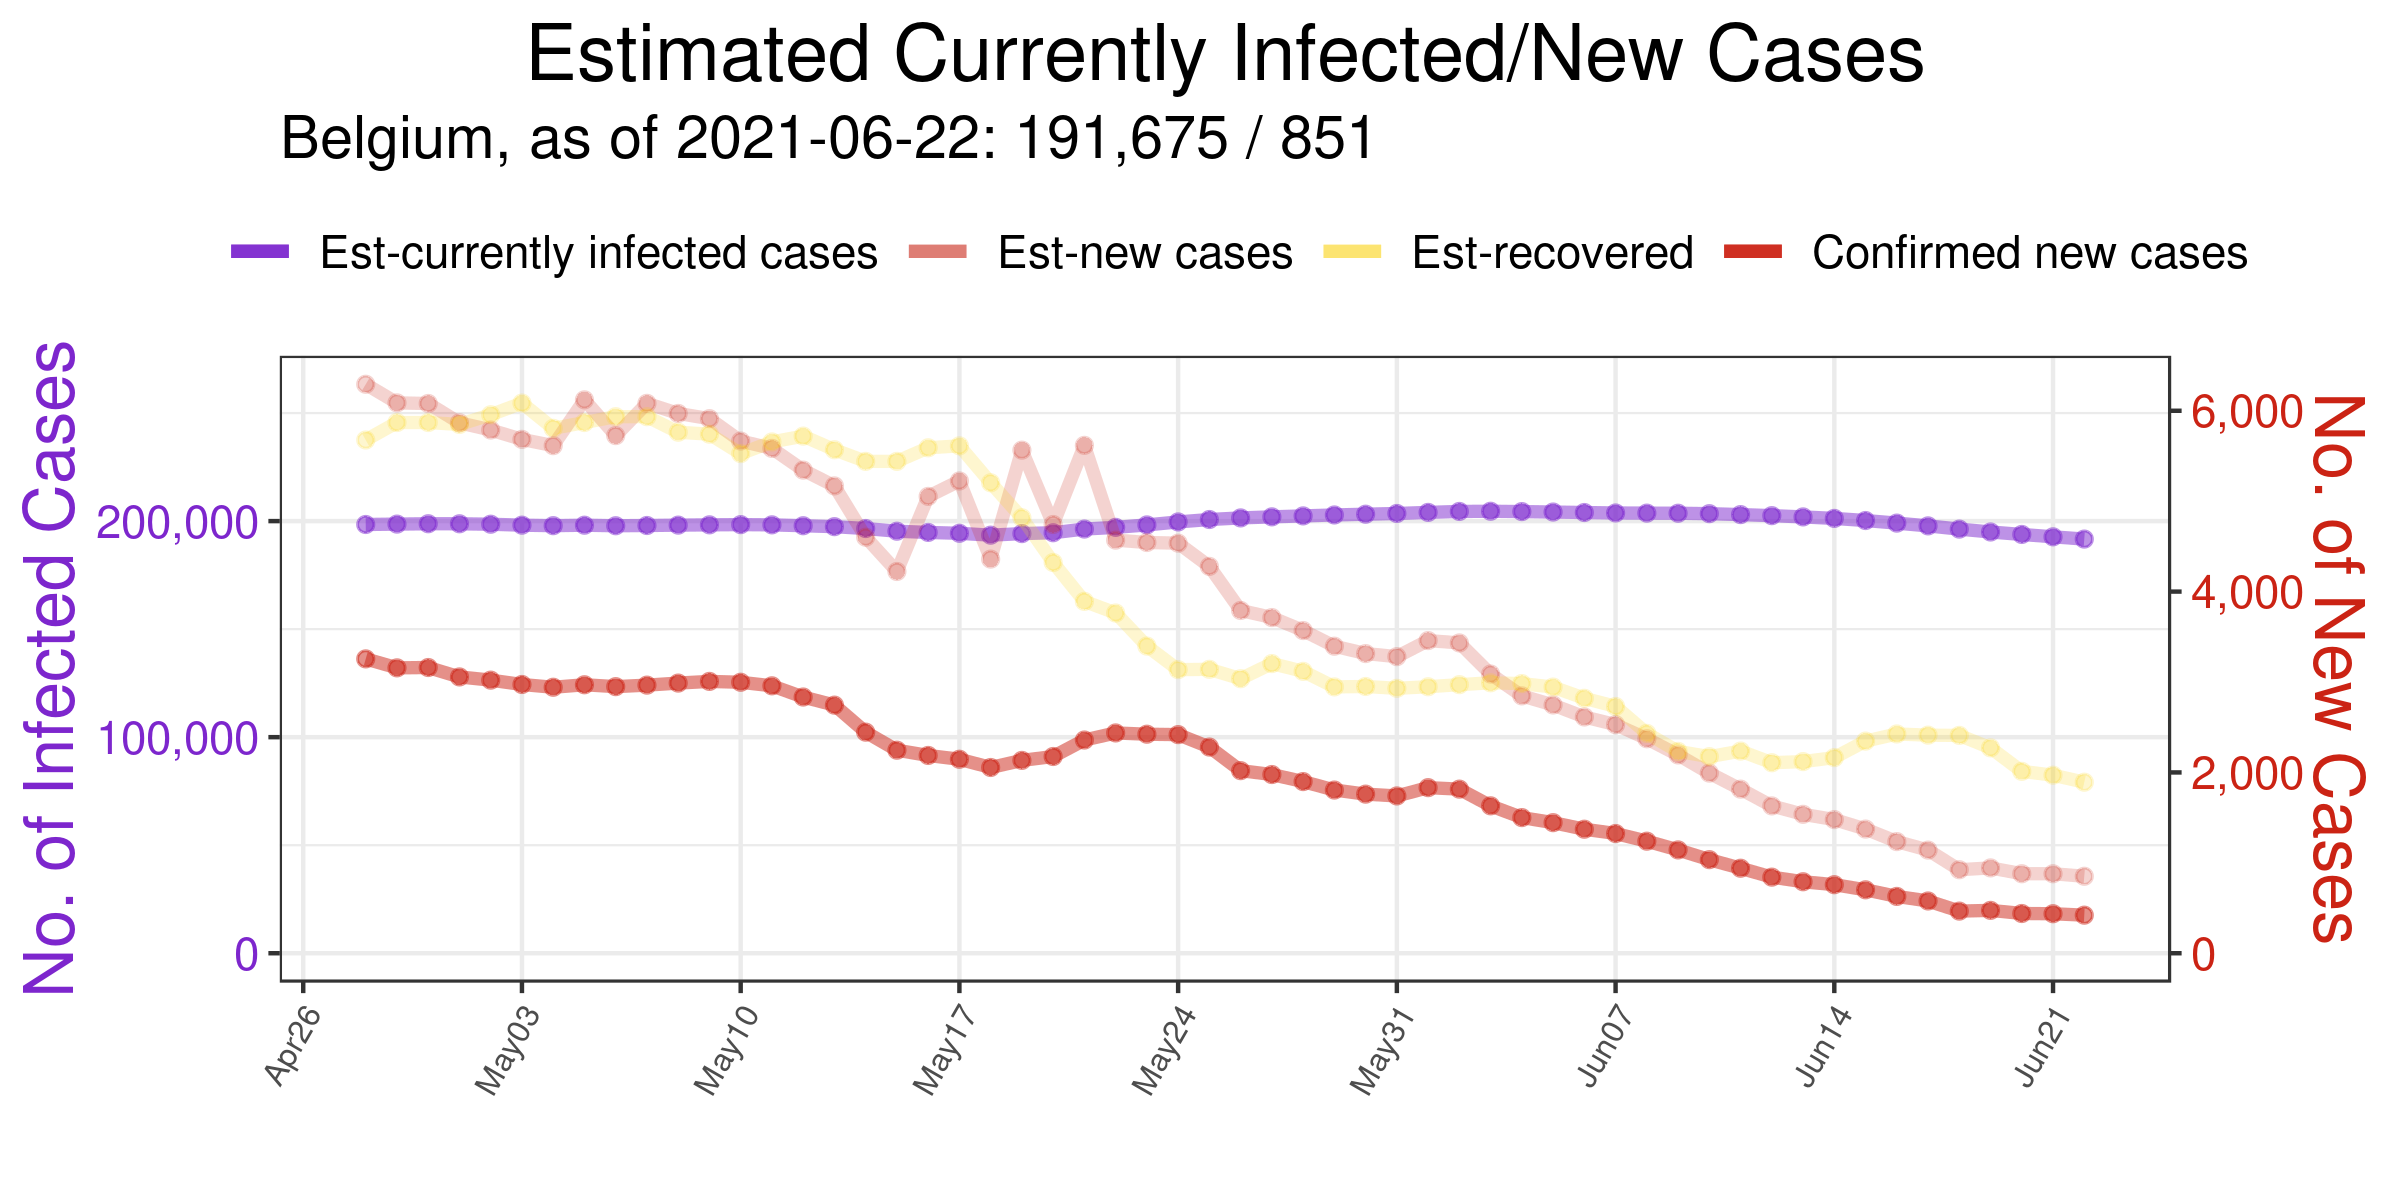 Estimated Currently Infected/New Cases
Belgium, as of 2021-06-22: 191,675 / 851
Est-currently infected cases Est-new cases Est-recovered Confirmed new cases
No. of Infected Cases
200,000
100,000
0
6,000
4,000
2,000
0
No. of New Cases
Apr26 May03 May10 May17 May24 May31 Jun07 Jun14 Jun21